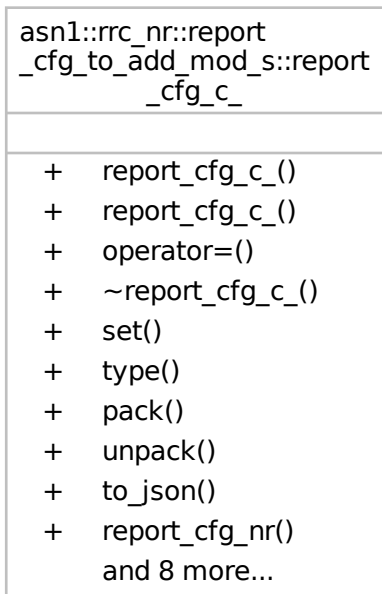 asn1::rrc_nr::report
_cfg_to_add_mod_s::report
_cfg_c_
+ report_cfg_c_()
+ report_cfg_c_()
+ operator=()
+ ~report_cfg_c_()
+ set()
+ type()
+ pack()
+ unpack()
+ to_json()
+ report_cfg_nr()
and 8 more...